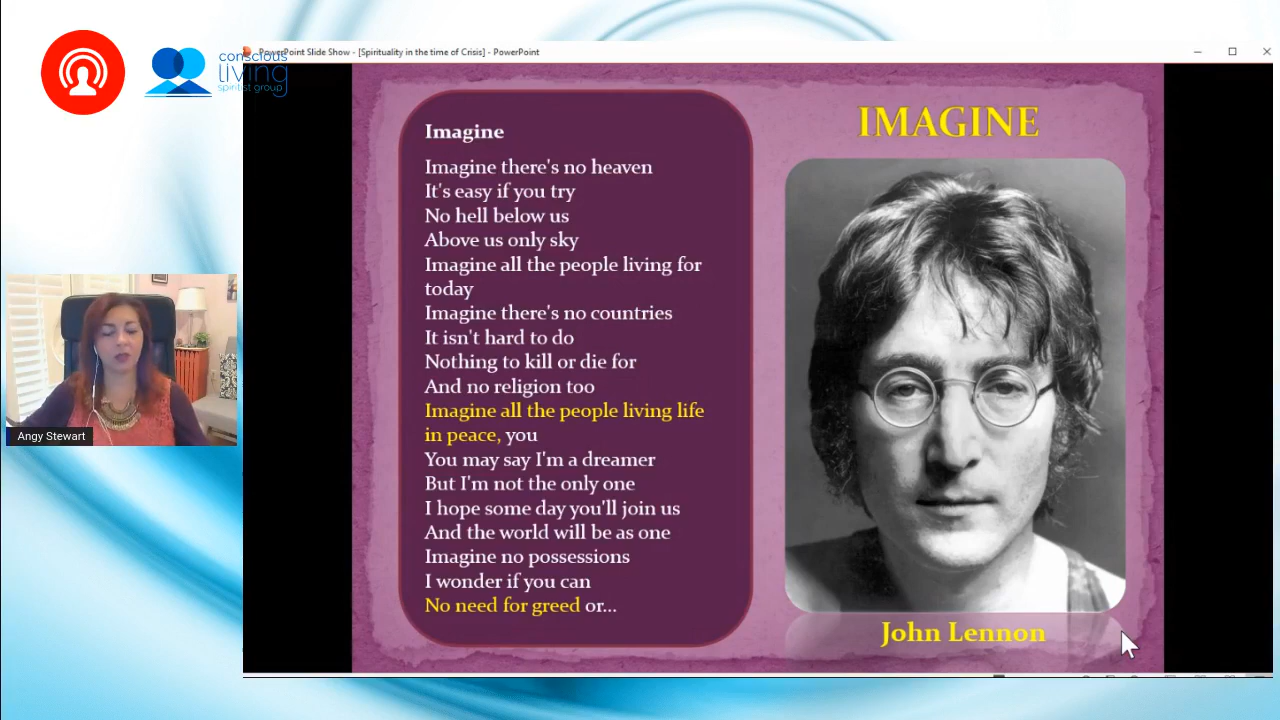 PowerPoint Slide Show - [Spirituality in the time of Crisis] - PowerPoint
conscious
living
spiritist group
Imagine
Imagine there's no heaven
It's easy if you try
No hell below us
Above us only sky
Imagine all the people living for
today
Imagine there's no countries
It isn't hard to do
Nothing to kill or die for
And no religion too
Imagine all the people living life
in peace, you
You may say I'm a dreamer
But I'm not the only one
I hope some day you'll join us
And the world will be as one
Imagine no possessions
I wonder if you can
No need for greed or...
IMAGINE
John Lennon
Angy Stewart